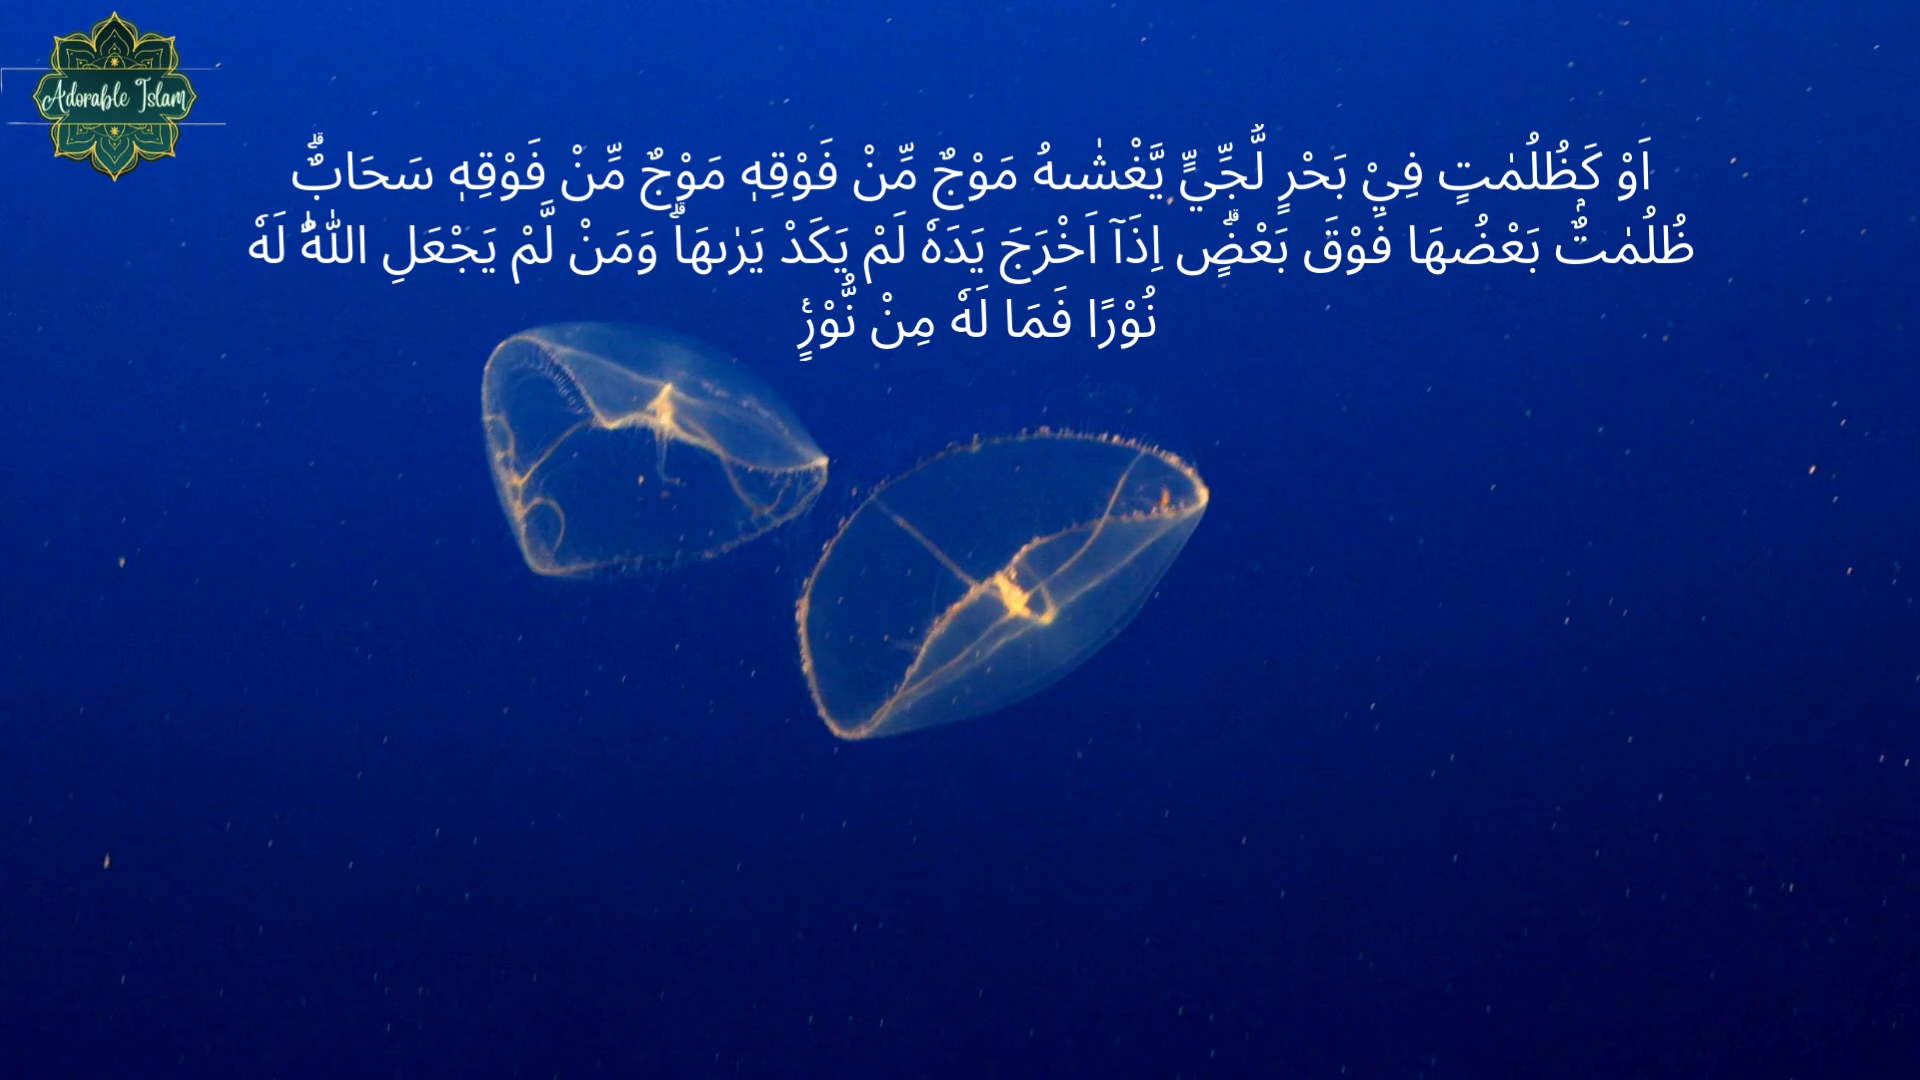 Adorable Islam
اَوْ كَظُلُمٰتٍ فِيْ بَحْرٍ لُّجِّيٍّ يَّغْشٰىهُ مَوْجٌ مِّنْ فَوْقِهٖ مَوْجٌ مِّنْ فَوْقِهٖ سَحَابٌۗ
ظُلُمٰتٌۢ بَعْضُهَا فَوْقَ بَعْضٍۗ اِذَآ اَخْرَجَ يَدَهٗ لَمْ يَكَدْ يَرٰىهَاۗ وَمَنْ لَّمْ يَجْعَلِ اللّٰهُ لَهٗ
نُوْرًا فَمَا لَهٗ مِنْ نُّوْرٍࣖ